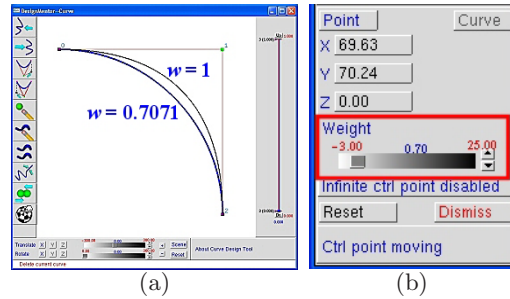 DesignMentor-Curve
0
1
w = 1
w = 0.7071
2
Translate X Y Z
Rotate X Y Z
Scene
Reset
About Curve Design Tool
Delete current curve
(a)
Point Curve
X 69.63
Y 70.24
Z 0.00
Weight
-3.00 0.70 25.00
Infinite ctrl point disabled
Reset Dismiss
Ctrl point moving
(b)